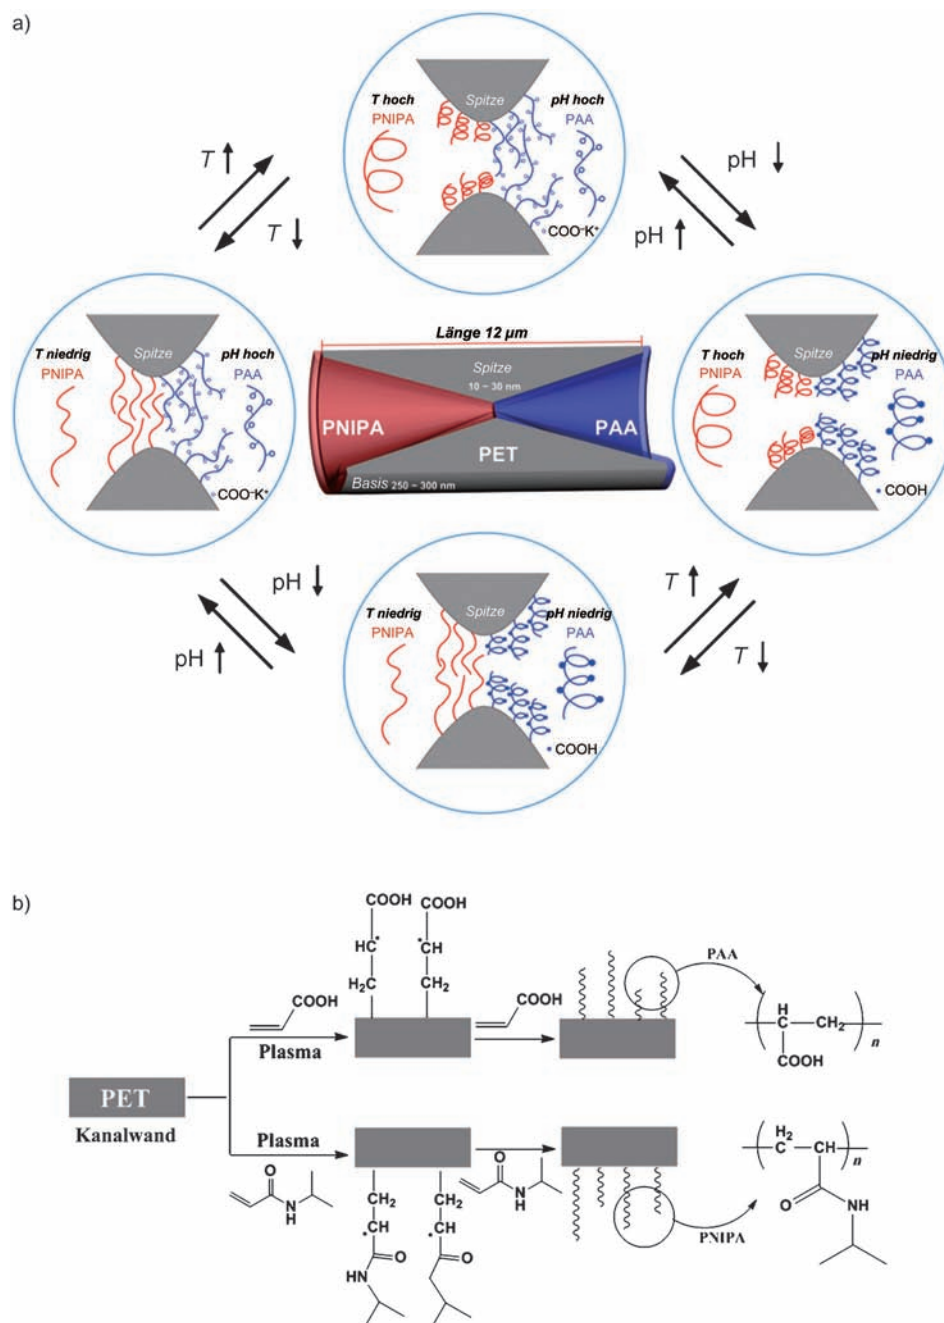 a)
T hoch
PNIPA
Spitze
pH hoch
PAA
COO⁻K⁺
T ↑
T ↓
pH ↓
pH ↑
T niedrig
PNIPA
Spitze
pH hoch
PAA
COO⁻K⁺
Länge 12 µm
Spitze
10 – 30 nm
PNIPA
PAA
PET
Basis 250 – 300 nm
T hoch
PNIPA
Spitze
pH niedrig
PAA
COOH
pH ↓
pH ↑
T niedrig
PNIPA
Spitze
pH niedrig
PAA
COOH
T ↑
T ↓
b)
COOH
COOH
HC
CH
H₂C
CH₂
COOH
Plasma
COOH
PAA
H
C
CH₂
n
COOH
PET
Kanalwand
Plasma
O
N
H
CH₂
CH₂
CH
CH
O
O
HN
O
N
H
PNIPA
H₂
C
CH
n
O
NH